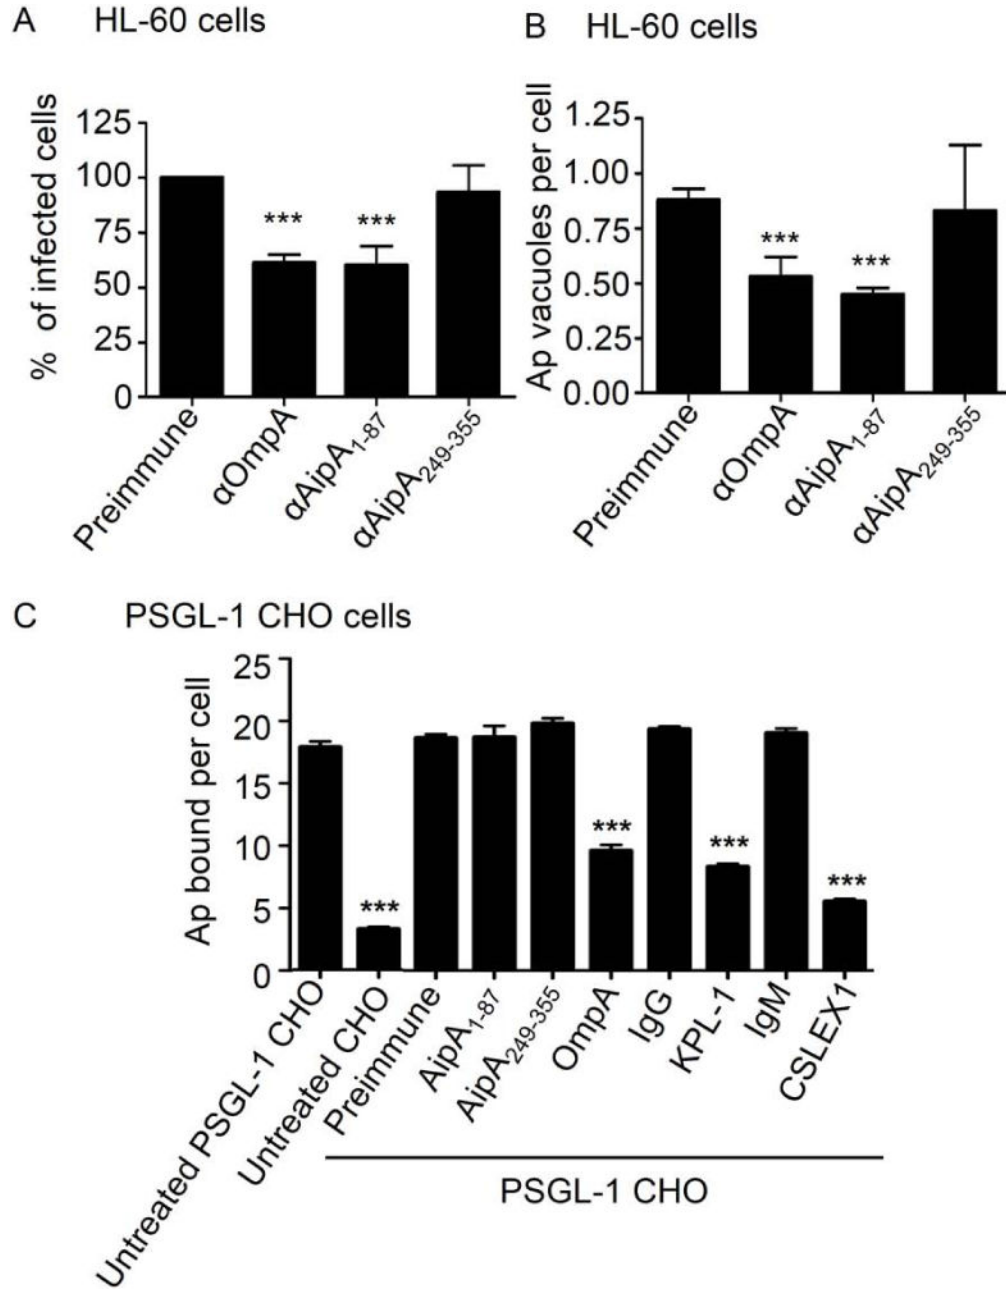 A HL-60 cells
% of infected cells
125
100
75
50
25
0
*** ***
Preimmune
αOmpA
αAipA1-87
αAipA249-355
B HL-60 cells
Ap vacuoles per cell
1.25
1.00
0.75
0.50
0.25
0.00
*** ***
Preimmune
αOmpA
αAipA1-87
αAipA249-355
C PSGL-1 CHO cells
Ap bound per cell
25
20
15
10
5
0
*** *** *** ***
Untreated PSGL-1 CHO
Untreated CHO
Preimmune
AipA1-87
AipA249-355
OmpA
IgG
KPL-1
IgM
CSLEX1
PSGL-1 CHO